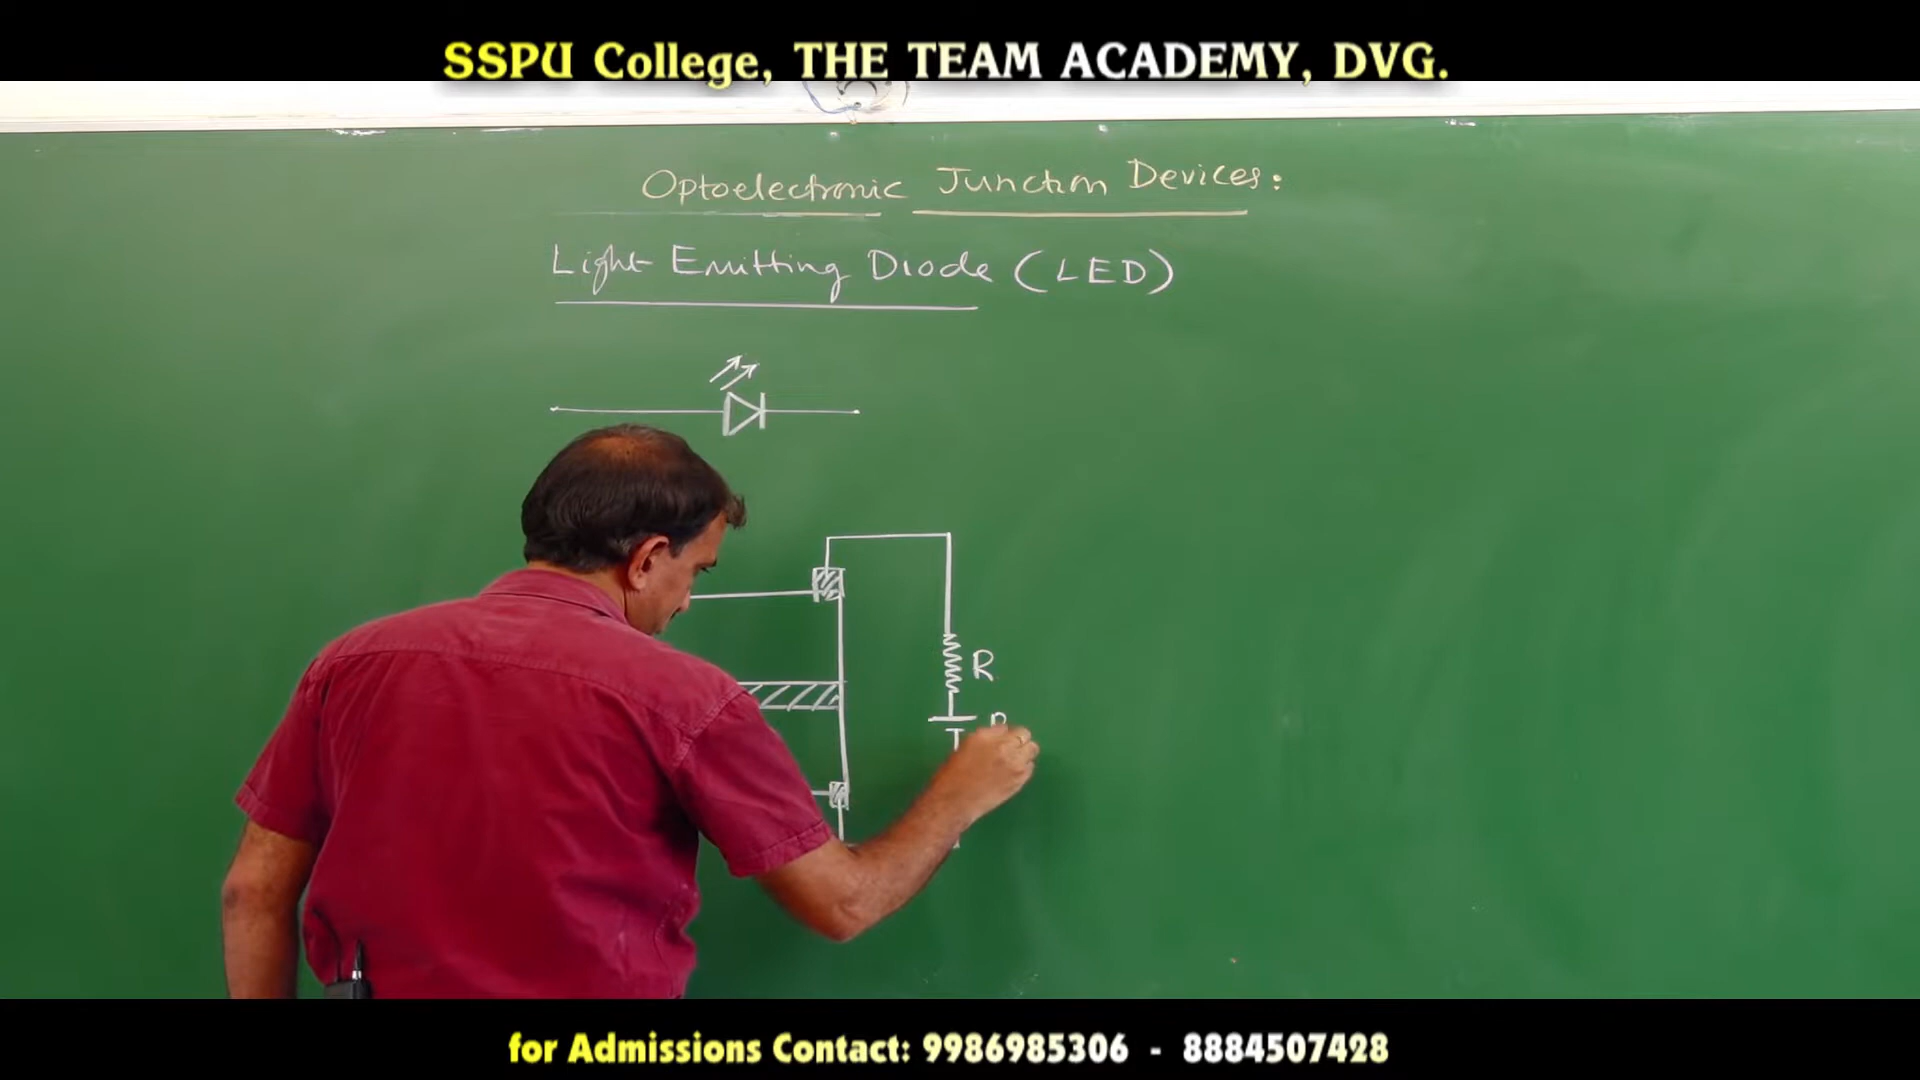 SSPU College, THE TEAM ACADEMY, DVG.
Optoelectronic Junction Devices:
Light Emitting Diode (LED)
R
for Admissions Contact: 9986985306 - 8884507428